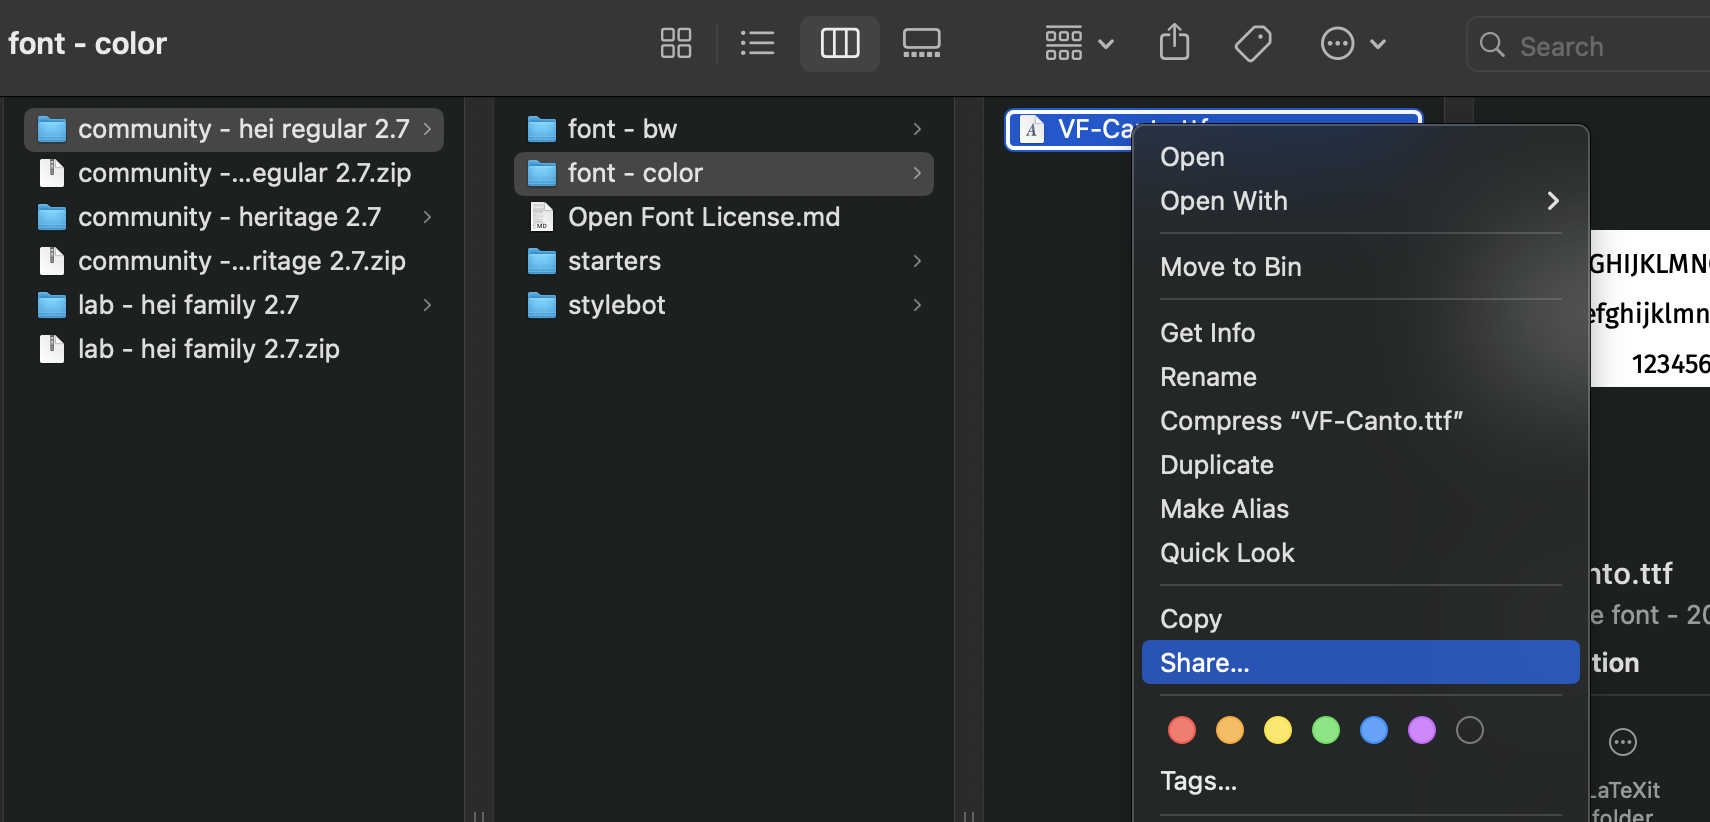 font - color
Search
community - hei regular 2.7
community -...egular 2.7.zip
community - heritage 2.7
community -...ritage 2.7.zip
lab - hei family 2.7
lab - hei family 2.7.zip
font - bw
font - color
Open Font License.md
MD
starters
stylebot
A
VF-Canto.ttf
Open
Open With
Move to Bin
Get Info
Rename
Compress “VF-Canto.ttf”
Duplicate
Make Alias
Quick Look
Copy
Share...
Tags...
GHIJKLMN
efghijklmn
123456
nto.ttf
e font - 20
tion
LaTeXit
folder